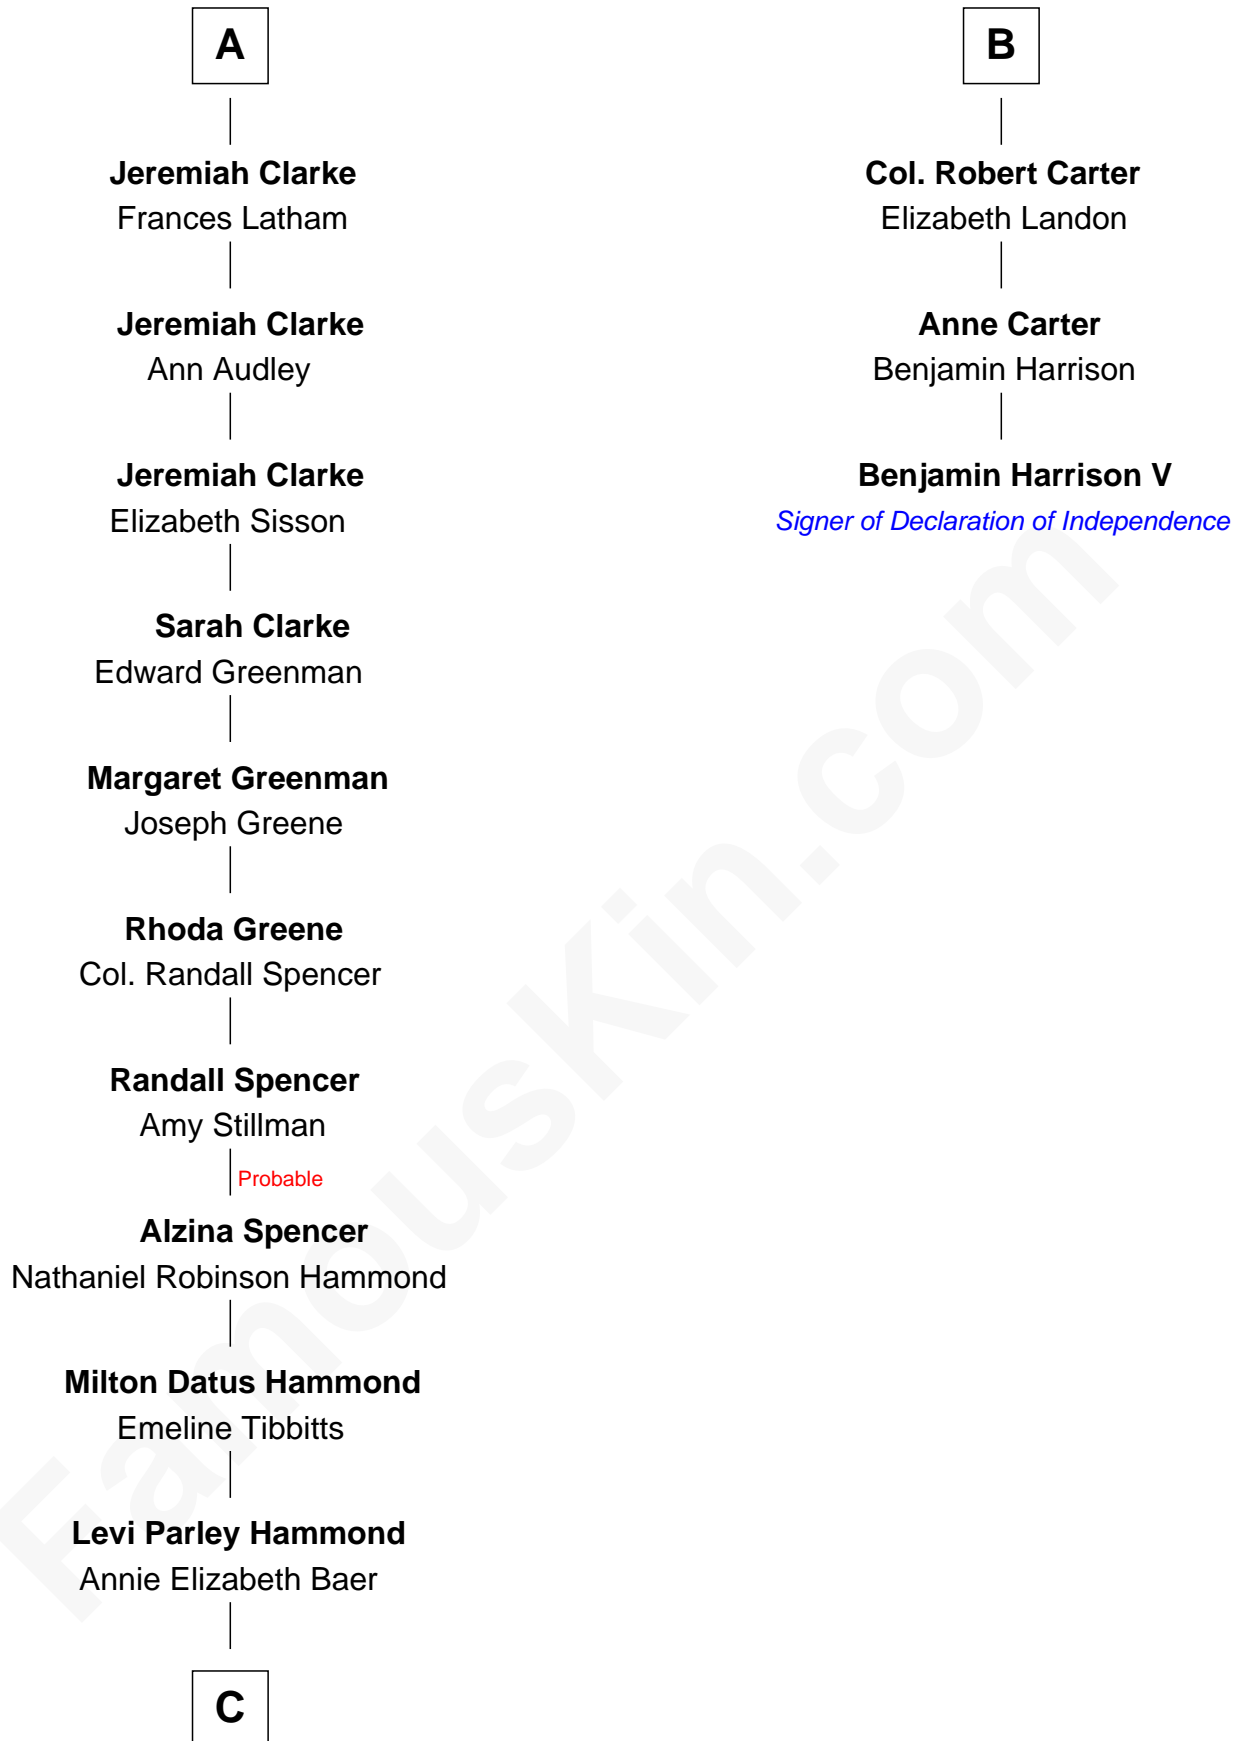 A
Jeremiah Clarke
Frances Latham
Jeremiah Clarke
Ann Audley
Jeremiah Clarke
Elizabeth Sisson
Sarah Clarke
Edward Greenman
Margaret Greenman
Joseph Greene
Rhoda Greene
Col. Randall Spencer
Randall Spencer
Amy Stillman
Probable
Alzina Spencer
Nathaniel Robinson Hammond
Milton Datus Hammond
Emeline Tibbitts
Levi Parley Hammond
Annie Elizabeth Baer
C
B
Col. Robert Carter
Elizabeth Landon
Anne Carter
Benjamin Harrison
Benjamin Harrison V
Signer of Declaration of Independence
FamousKin.com